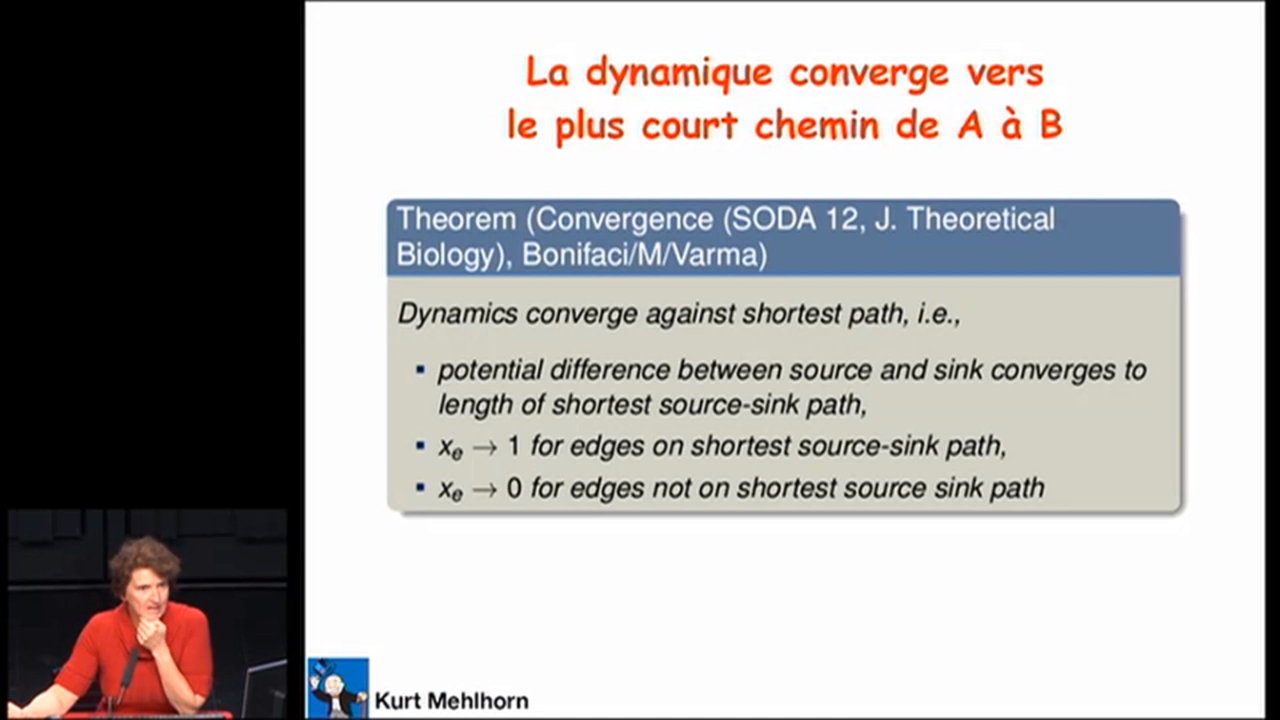 La dynamique converge vers
le plus court chemin de A à B
Theorem (Convergence (SODA 12, J. Theoretical
Biology), Bonifaci/M/Varma)
Dynamics converge against shortest path, i.e.,
▪ potential difference between source and sink converges to
length of shortest source-sink path,
▪ xₑ → 1 for edges on shortest source-sink path,
▪ xₑ → 0 for edges not on shortest source sink path
Kurt Mehlhorn